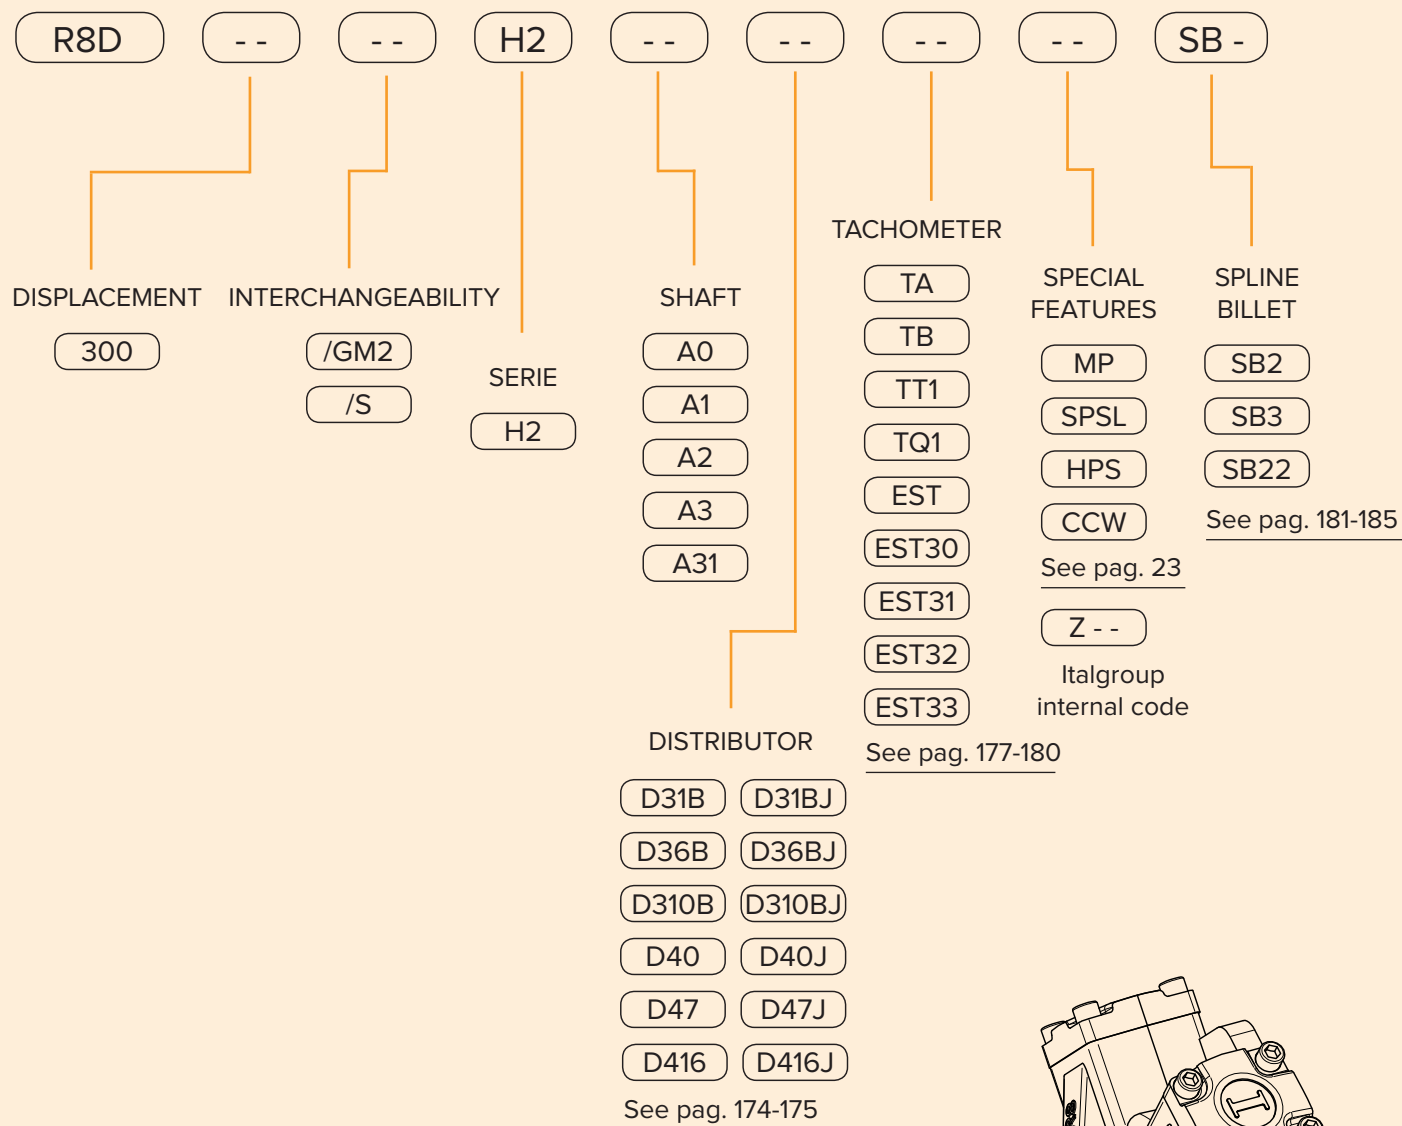 R8D - - - - H2 - - - - - - - - SB -
DISPLACEMENT
300
INTERCHANGEABILITY
/GM2
/S
SERIE
H2
SHAFT
A0
A1
A2
A3
A31
DISTRIBUTOR
D31B D31BJ
D36B D36BJ
D310B D310BJ
D40 D40J
D47 D47J
D416 D416J
See pag. 174-175
TACHOMETER
TA
TB
TT1
TQ1
EST
EST30
EST31
EST32
EST33
See pag. 177-180
SPECIAL
FEATURES
MP
SPSL
HPS
CCW
See pag. 23
Z - -
Italgroup
internal code
SPLINE
BILLET
SB2
SB3
SB22
See pag. 181-185